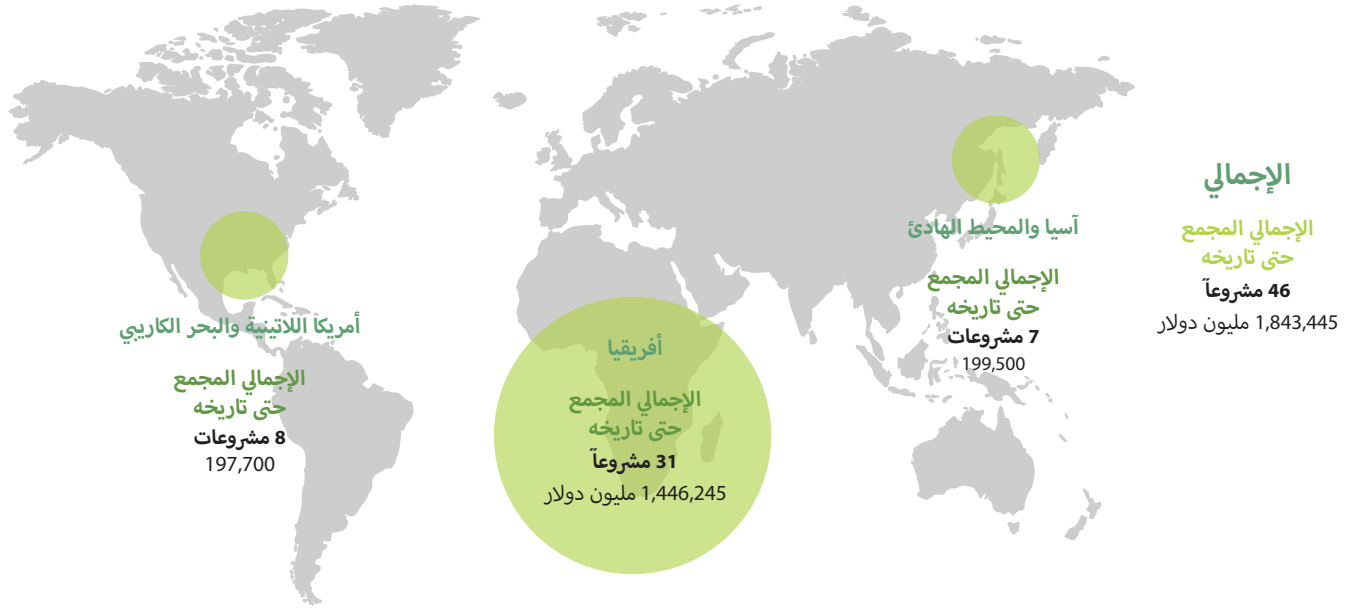 الإجمالي
الإجمالي المجمع
حتى تاريخه
46 مشروعاً
1,843,445 مليون دولار
آسيا والمحيط الهادئ
الإجمالي المجمع
حتى تاريخه
7 مشروعات
199,500
أفريقيا
الإجمالي المجمع
حتى تاريخه
31 مشروعاً
1,446,245 مليون دولار
أمريكا اللاتينية والبحر الكاريبي
الإجمالي المجمع
حتى تاريخه
8 مشروعات
197,700